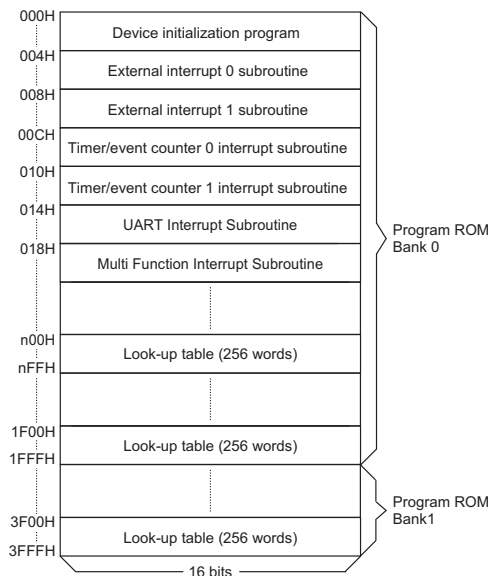 000H
Device initialization program
004H
External interrupt 0 subroutine
008H
External interrupt 1 subroutine
00CH
Timer/event counter 0 interrupt subroutine
010H
Timer/event counter 1 interrupt subroutine
014H
UART Interrupt Subroutine
018H
Multi Function Interrupt Subroutine
Program ROM
Bank 0
n00H
Look-up table (256 words)
nFFH
1F00H
Look-up table (256 words)
1FFFH
Program ROM
Bank1
3F00H
Look-up table (256 words)
3FFFH
16 bits